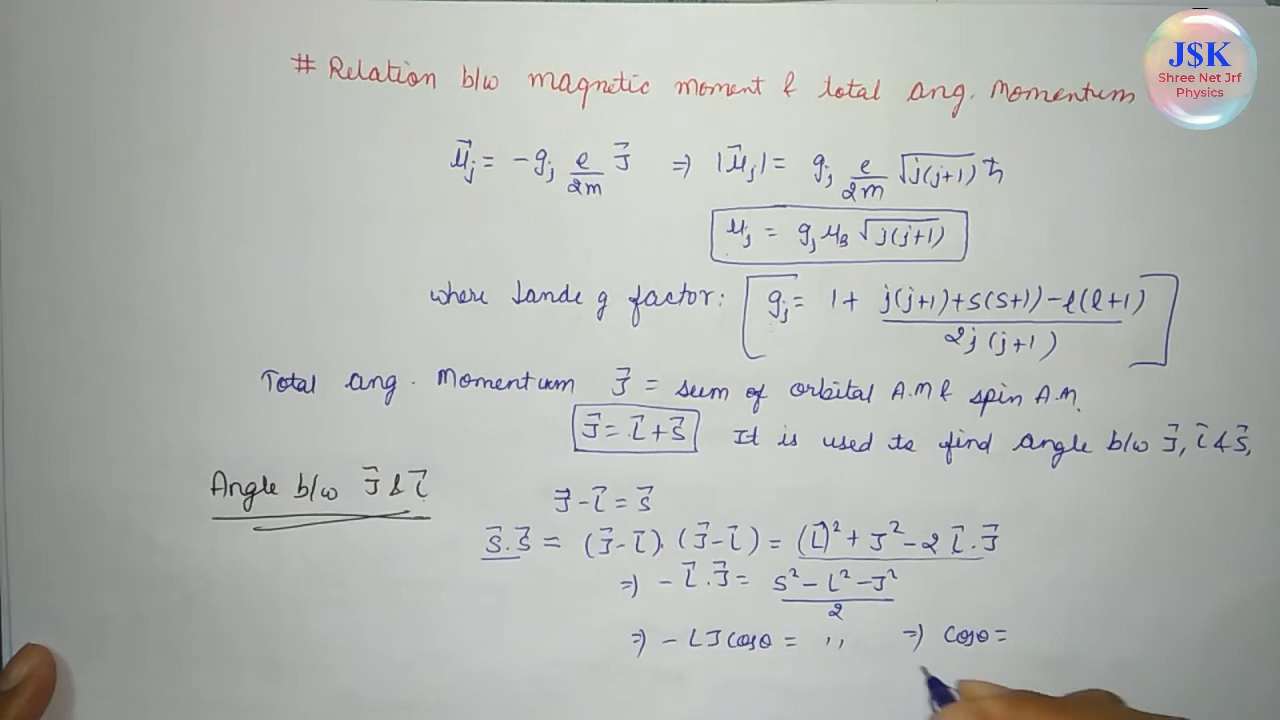 JSK
Shree Net Jrf
Physics
# Relation b/w magnetic moment & total ang. Momentum
μ⃗j = -gj e/2m J⃗ ⇒ |μ⃗j| = gj e/2m √j(j+1) ħ
μj = gj μB √j(j+1)
where lande g factor: [gj = 1 + j(j+1)+s(s+1)-l(l+1) / 2j(j+1)]
Total ang. Momentum J⃗ = sum of orbital A.M & spin A.M.
J⃗ = L⃗ + S⃗ It is used to find angle b/w J⃗, L⃗ & S⃗,
Angle b/w J⃗ & L⃗
J⃗ - L⃗ = S⃗
S⃗.S⃗ = (J⃗-L⃗).(J⃗-L⃗) = (L⃗)² + J² - 2 L⃗.J⃗
⇒ - L⃗.J⃗ = S² - L² - J² / 2
⇒ - LJ cosθ = ,, ⇒ cosθ =